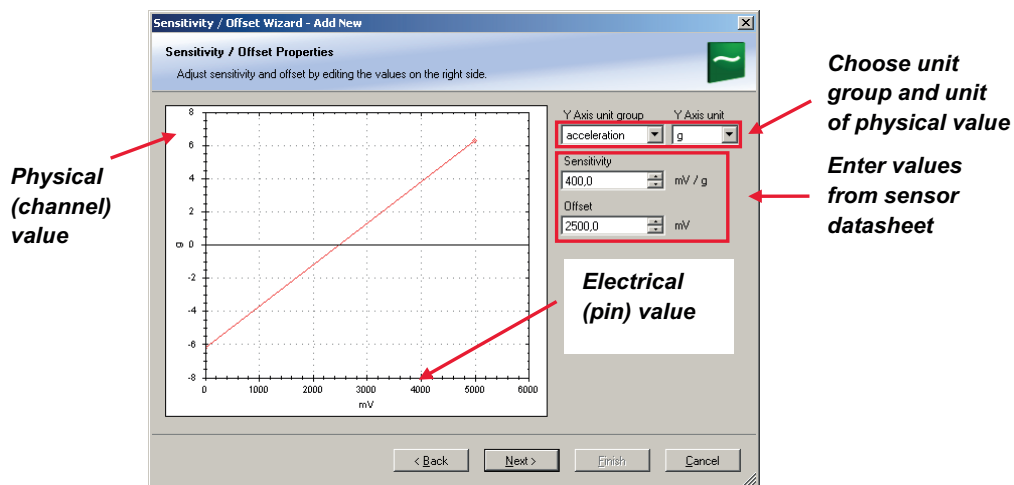 Sensitivity / Offset Wizard - Add New
Sensitivity / Offset Properties
Adjust sensitivity and offset by editing the values on the right side.
Physical
(channel)
value
8
6
4
2
0
-2
-4
-6
-8
g
0
1000
2000
3000
4000
5000
6000
mV
Y Axis unit group
Y Axis unit
acceleration
g
Sensitivity
400,0
mV / g
Offset
2500,0
mV
Electrical
(pin) value
Choose unit
group and unit
of physical value
Enter values
from sensor
datasheet
< Back
Next >
Finish
Cancel